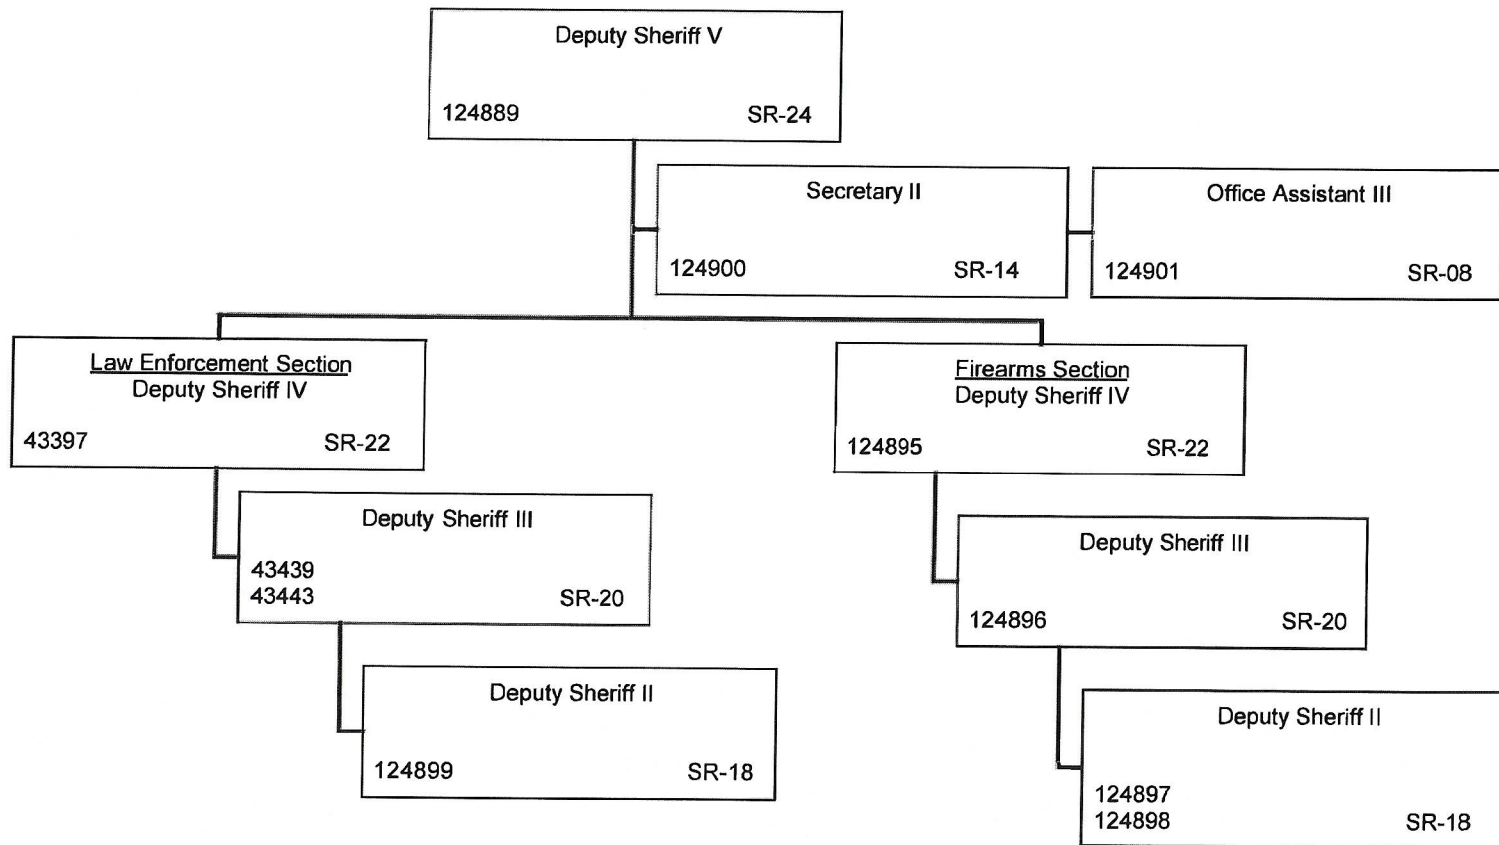 Deputy Sheriff V
124889 SR-24
Secretary II
124900 SR-14
Office Assistant III
124901 SR-08
Law Enforcement Section
Deputy Sheriff IV
43397 SR-22
Deputy Sheriff III
43439
43443 SR-20
Deputy Sheriff II
124899 SR-18
Firearms Section
Deputy Sheriff IV
124895 SR-22
Deputy Sheriff III
124896 SR-20
Deputy Sheriff II
124897
124898 SR-18